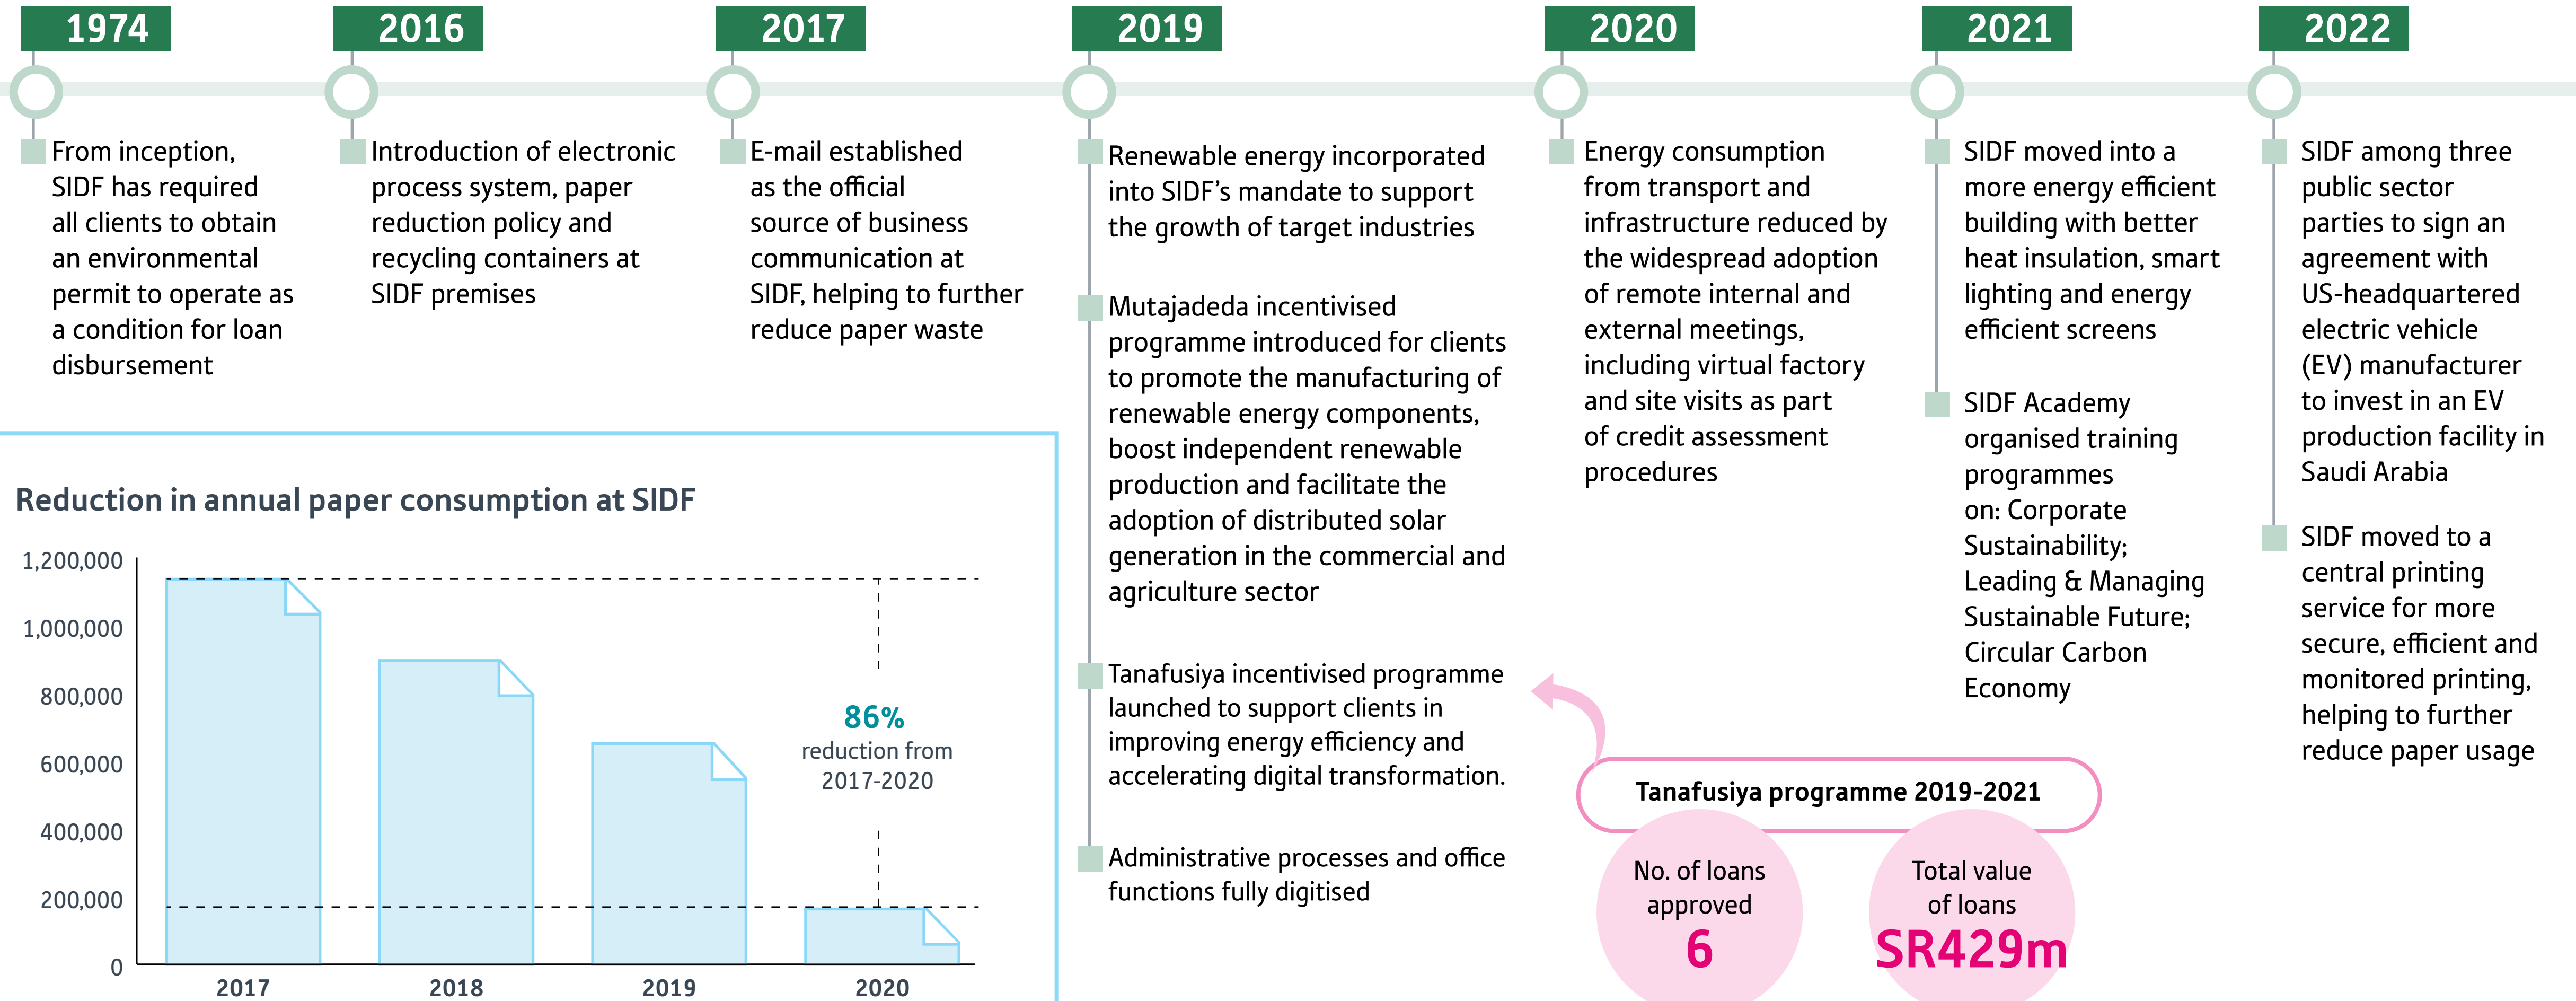 1974
From inception,
SIDF has required
all clients to obtain
an environmental
permit to operate as
a condition for loan
disbursement
2016
Introduction of electronic
process system, paper
reduction policy and
recycling containers at
SIDF premises
2017
E-mail established
as the official
source of business
communication at
SIDF, helping to further
reduce paper waste
2019
Renewable energy incorporated
into SIDF’s mandate to support
the growth of target industries
Mutajadeda incentivised
programme introduced for clients
to promote the manufacturing of
renewable energy components,
boost independent renewable
production and facilitate the
adoption of distributed solar
generation in the commercial and
agriculture sector
Tanafusiya incentivised programme
launched to support clients in
improving energy efficiency and
accelerating digital transformation.
Administrative processes and office
functions fully digitised
2020
Energy consumption
from transport and
infrastructure reduced by
the widespread adoption
of remote internal and
external meetings,
including virtual factory
and site visits as part
of credit assessment
procedures
2021
SIDF moved into a
more energy efficient
building with better
heat insulation, smart
lighting and energy
efficient screens
SIDF Academy
organised training
programmes
on: Corporate
Sustainability;
Leading & Managing
Sustainable Future;
Circular Carbon
Economy
2022
SIDF among three
public sector
parties to sign an
agreement with
US-headquartered
electric vehicle
(EV) manufacturer
to invest in an EV
production facility in
Saudi Arabia
SIDF moved to a
central printing
service for more
secure, efficient and
monitored printing,
helping to further
reduce paper usage
Reduction in annual paper consumption at SIDF
1,200,000
1,000,000
800,000
600,000
400,000
200,000
0
86%
reduction from
2017-2020
2017
2018
2019
2020
Tanafusiya programme 2019-2021
No. of loans
approved
6
Total value
of loans
SR429m